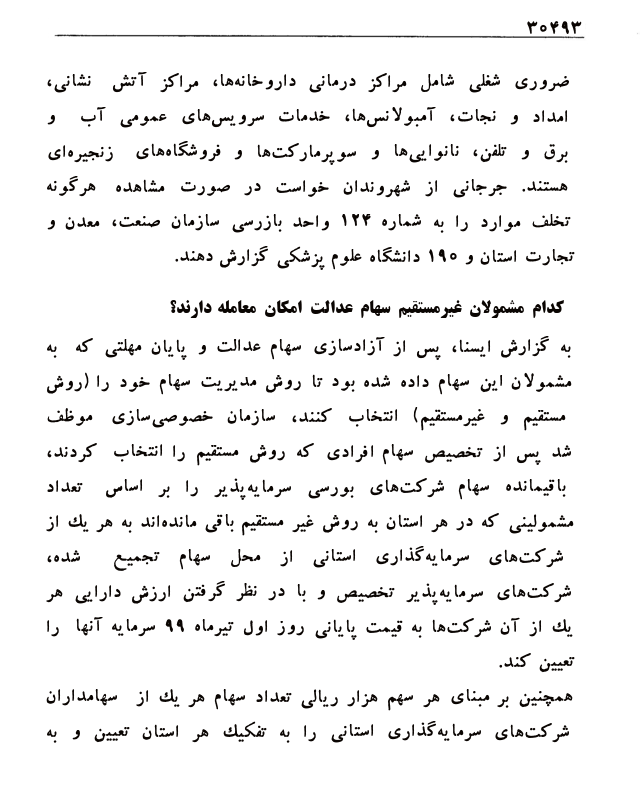 ۳۰۴۹۳
ضروری شغلی شامل مراکز درمانی داروخانه‌ها، مراکز آتش نشانی،
امداد و نجات، آمبولانس‌ها، خدمات سرویس‌های عمومی آب و
برق و تلفن، نانوایی‌ها و سوپرمارکت‌ها و فروشگاه‌های زنجیره‌ای
هستند. جرجانی از شهروندان خواست در صورت مشاهده هرگونه
تخلف موارد را به شماره ۱۲۴ واحد بازرسی سازمان صنعت، معدن و
تجارت استان و ۱۹۰ دانشگاه علوم پزشکی گزارش دهند.
کدام مشمولان غیرمستقیم سهام عدالت امکان معامله دارند؟
به گزارش ایسنا، پس از آزادسازی سهام عدالت و پایان مهلتی که به
مشمولان این سهام داده شده بود تا روش مدیریت سهام خود را (روش
مستقیم و غیرمستقیم) انتخاب کنند، سازمان خصوصی‌سازی موظف
شد پس از تخصیص سهام افرادی که روش مستقیم را انتخاب کردند،
باقیمانده سهام شرکت‌های بورسی سرمایه‌پذیر را بر اساس تعداد
مشمولینی که در هر استان به روش غیر مستقیم باقی مانده‌اند به هر یك از
شرکت‌های سرمایه‌گذاری استانی از محل سهام تجمیع شده،
شرکت‌های سرمایه‌پذیر تخصیص و با در نظر گرفتن ارزش دارایی هر
یك از آن شرکت‌ها به قیمت پایانی روز اول تیرماه ۹۹ سرمایه آنها را
تعیین کند.
همچنین بر مبنای هر سهم هزار ریالی تعداد سهام هر یك از سهامداران
شرکت‌های سرمایه‌گذاری استانی را به تفکیك هر استان تعیین و به